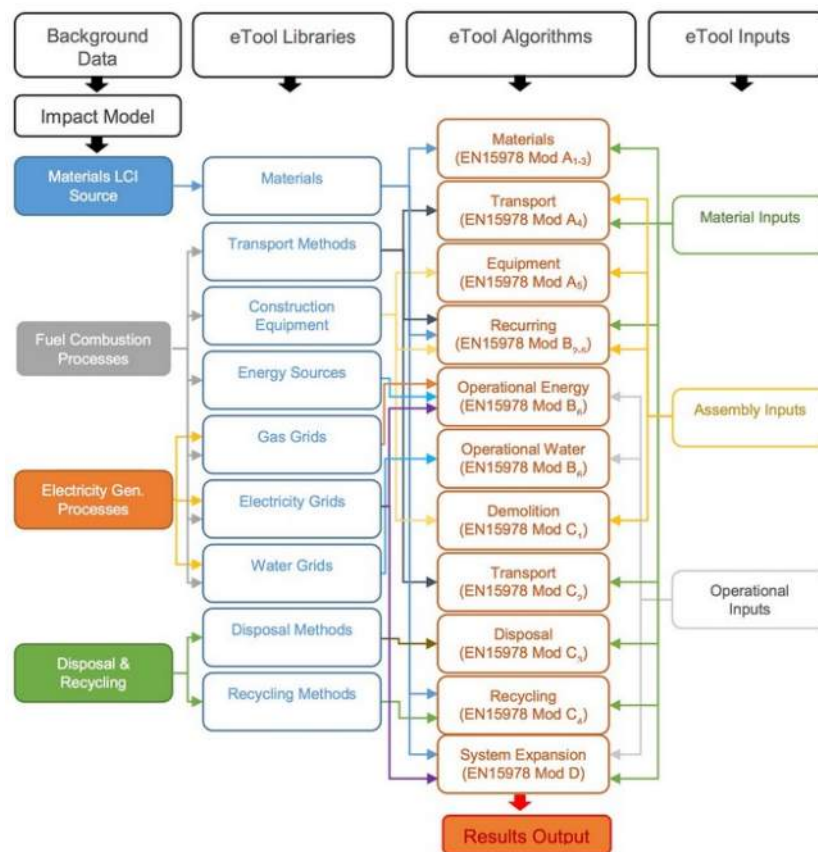 Background
Data
eTool Libraries
eTool Algorithms
eTool Inputs
Impact Model
Materials LCI
Source
Fuel Combustion
Processes
Electricity Gen.
Processes
Disposal &
Recycling
Materials
Transport Methods
Construction
Equipment
Energy Sources
Gas Grids
Electricity Grids
Water Grids
Disposal Methods
Recycling Methods
Materials
(EN15978 Mod A1-3)
Transport
(EN15978 Mod A4)
Equipment
(EN15978 Mod A5)
Recurring
(EN15978 Mod B2-5)
Operational Energy
(EN15978 Mod B6)
Operational Water
(EN15978 Mod B6)
Demolition
(EN15978 Mod C1)
Transport
(EN15978 Mod C2)
Disposal
(EN15978 Mod C3)
Recycling
(EN15978 Mod C4)
System Expansion
(EN15978 Mod D)
Results Output
Material Inputs
Assembly Inputs
Operational
Inputs